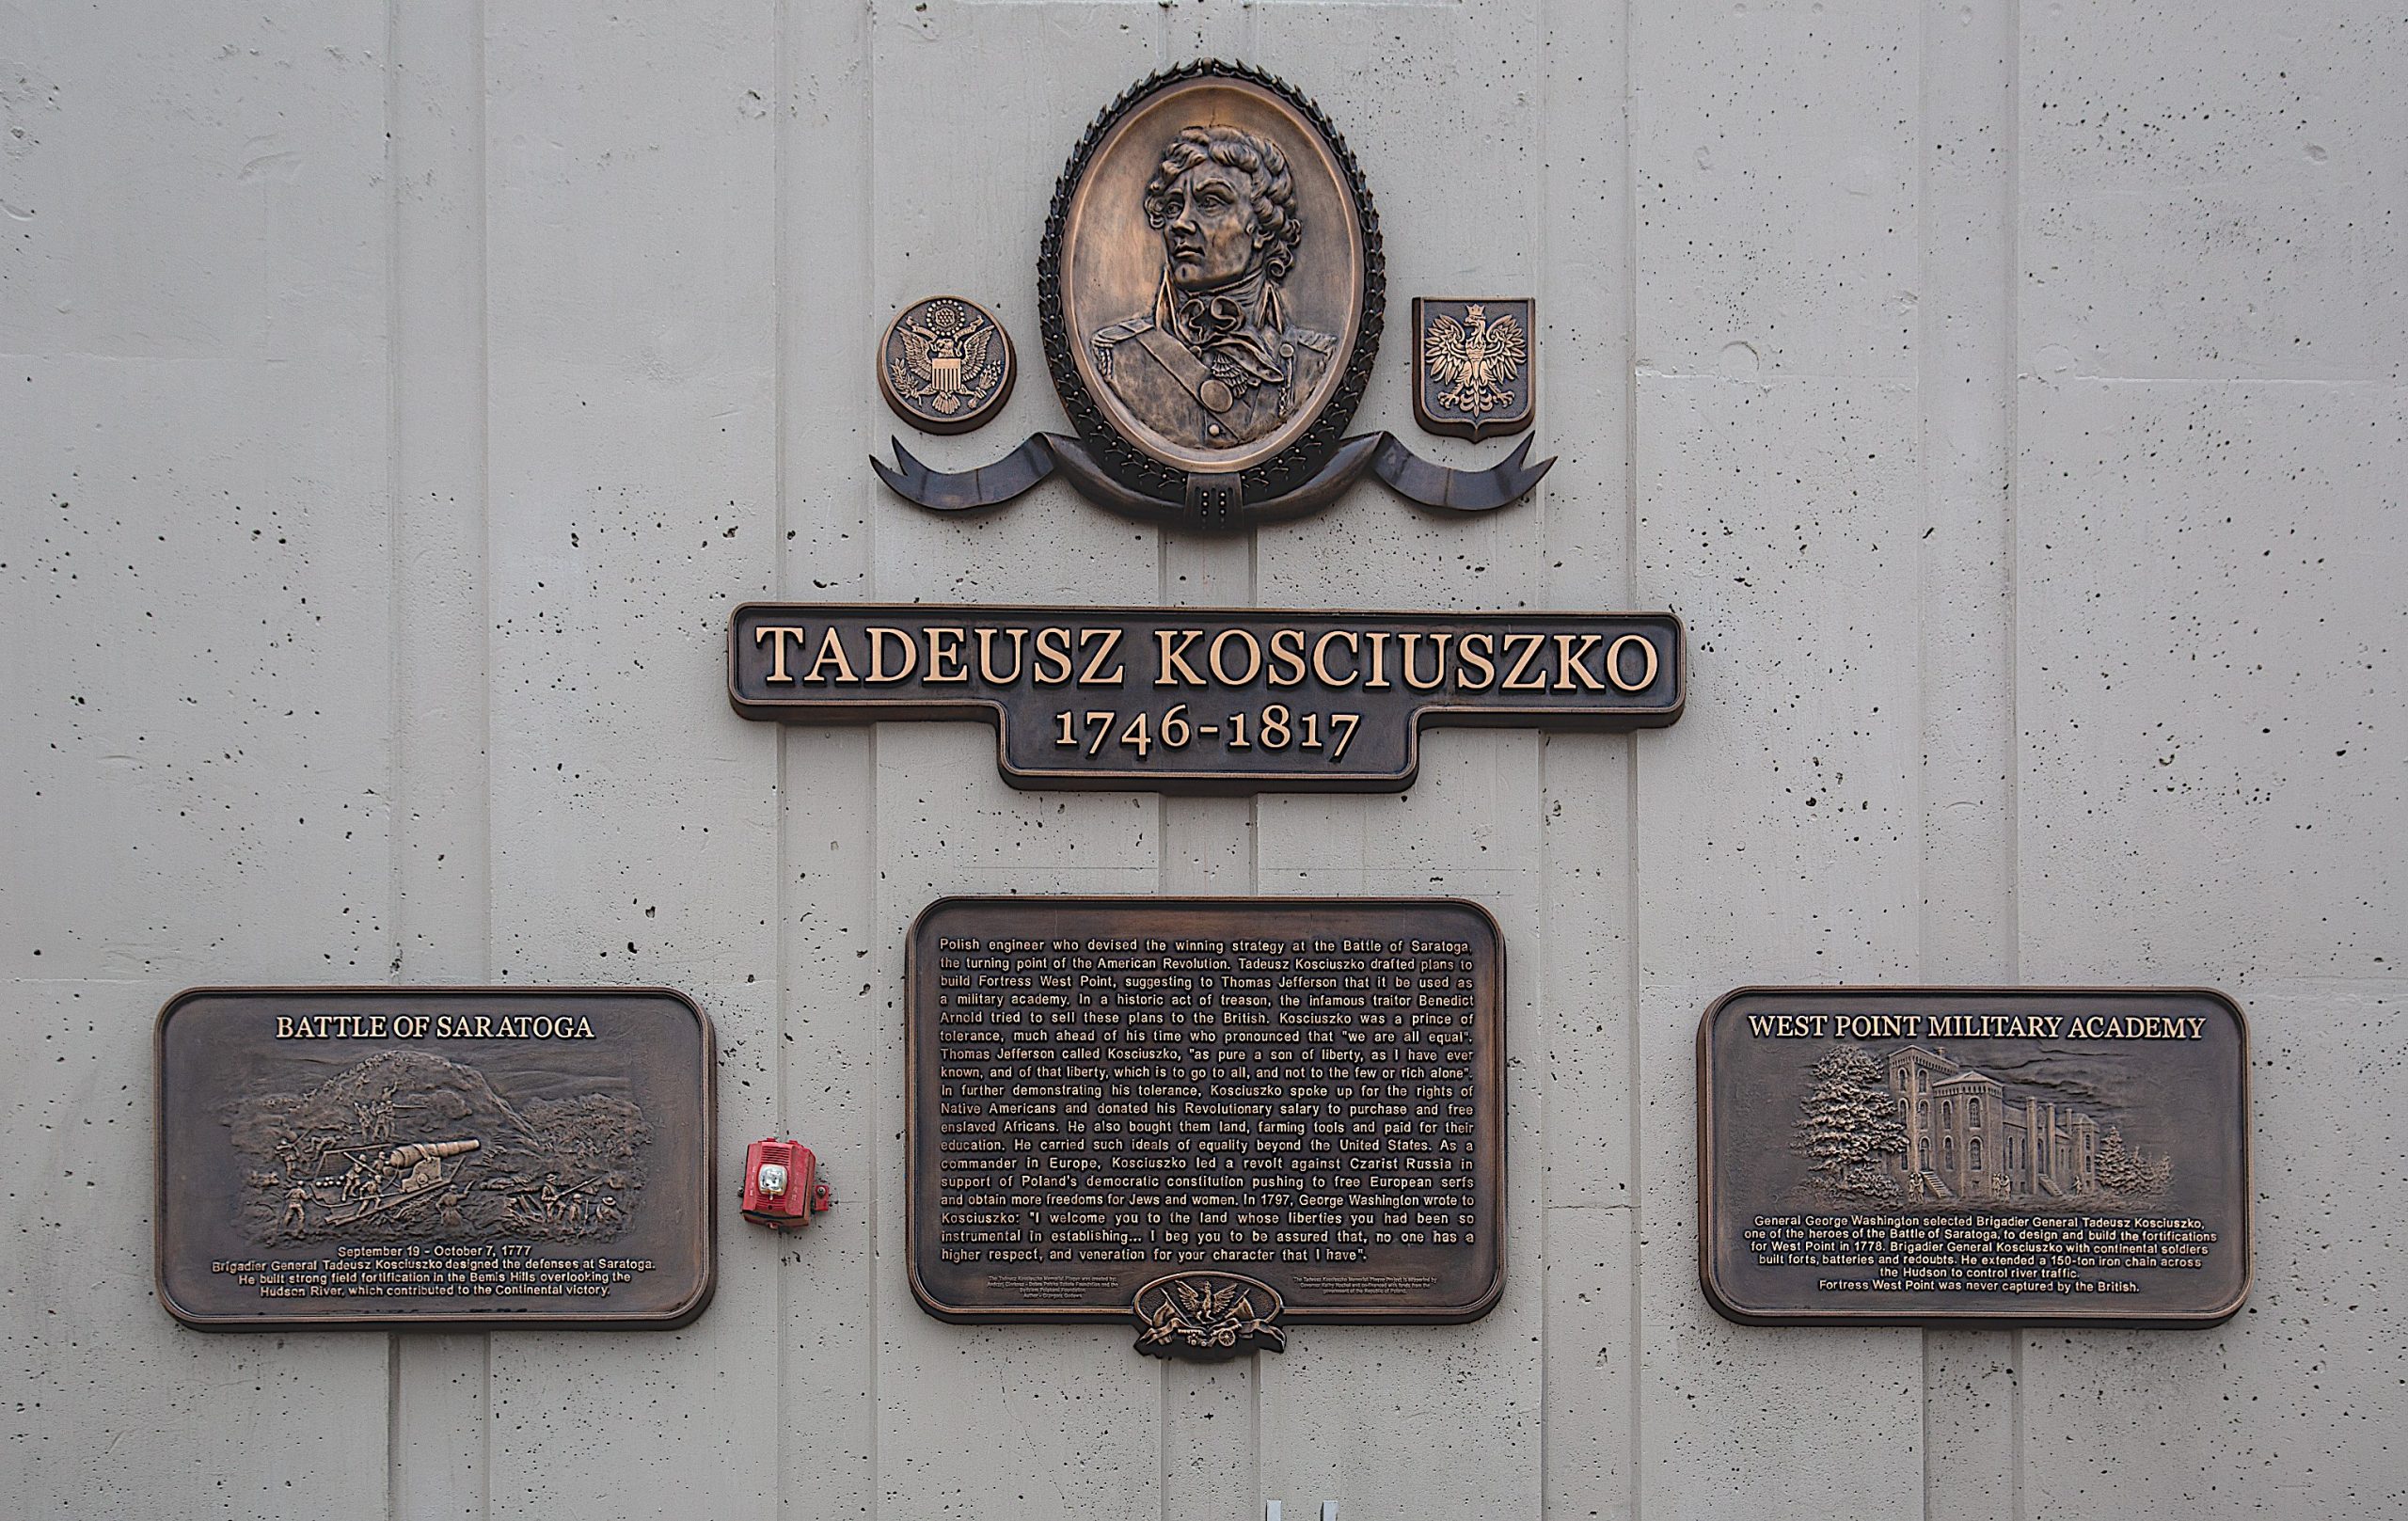 TADEUSZ KOSCIUSZKO
1746-1817
BATTLE OF SARATOGA
September 19 - October 7, 1777
Brigadier General Tadeusz Kosciuszko designed the defenses at Saratoga.
He built strong field fortification in the Bemis Hills overlooking the
Hudson River, which contributed to the Continental victory.
Polish engineer who devised the winning strategy at the Battle of Saratoga,
the turning point of the American Revolution. Tadeusz Kosciuszko drafted plans to
build Fortress West Point, suggesting to Thomas Jefferson that it be used as
a military academy. In a historic act of treason, the infamous traitor Benedict
Arnold tried to sell these plans to the British. Kosciuszko was a prince of
tolerance, much ahead of his time who pronounced that "we are all equal".
Thomas Jefferson called Kosciuszko, "as pure a son of liberty, as I have ever
known, and of that liberty, which is to go to all, and not to the few or rich alone".
In further demonstrating his tolerance, Kosciuszko spoke up for the rights of
Native Americans and donated his Revolutionary salary to purchase and free
enslaved Africans. He also bought them land, farming tools and paid for their
education. He carried such ideals of equality beyond the United States. As a
commander in Europe, Kosciuszko led a revolt against Czarist Russia in
support of Poland's democratic constitution pushing to free European serfs
and obtain more freedoms for Jews and women. In 1797, George Washington wrote to
Kosciuszko: "I welcome you to the land whose liberties you had been so
instrumental in establishing... I beg you to be assured that, no one has a
higher respect, and veneration for your character that I have".
The Tadeusz Kosciuszko Memorial Plaque was created by:
The Tadeusz Kosciuszko Memorial Plaque Project is supported by
WEST POINT MILITARY ACADEMY
General George Washington selected Brigadier General Tadeusz Kosciuszko,
one of the heroes of the Battle of Saratoga, to design and build the fortifications
for West Point in 1778. Brigadier General Kosciuszko with continental soldiers
built forts, batteries and redoubts. He extended a 150-ton iron chain across
the Hudson to control river traffic.
Fortress West Point was never captured by the British.